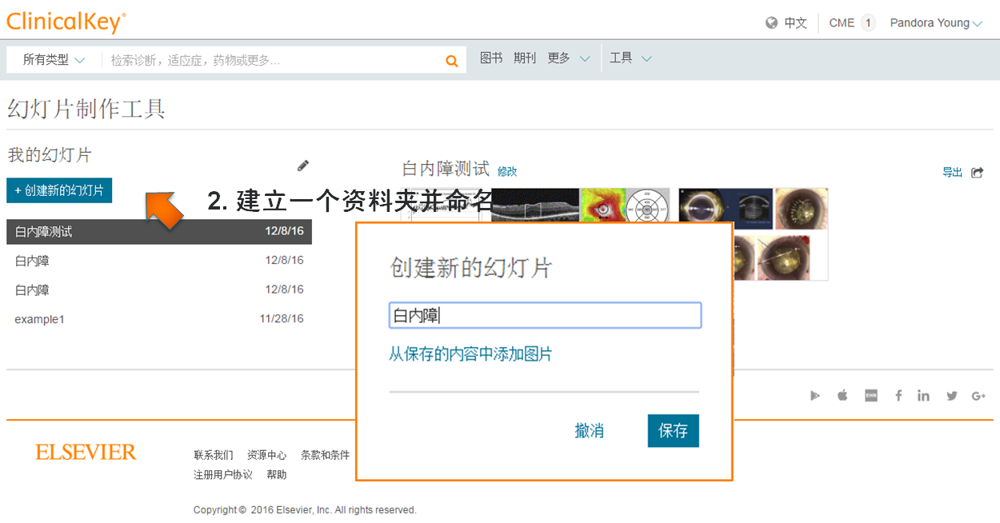 ClinicalKey®
中文 CME 1 Pandora Young
所有类型 检索诊断，适应症，药物或更多... 图书 期刊 更多 工具
幻灯片制作工具
我的幻灯片
白内障测试 修改 导出
+ 创建新的幻灯片
2. 建立一个资料夹并命名
白内障测试 12/8/16
白内障 12/8/16
白内障 12/8/16
example1 11/28/16
创建新的幻灯片
白内障
从保存的内容中添加图片
撤消 保存
EHR
ELSEVIER
联系我们 资源中心 条款和条件
注册用户协议 帮助
Copyright © 2016 Elsevier, Inc. All rights reserved.